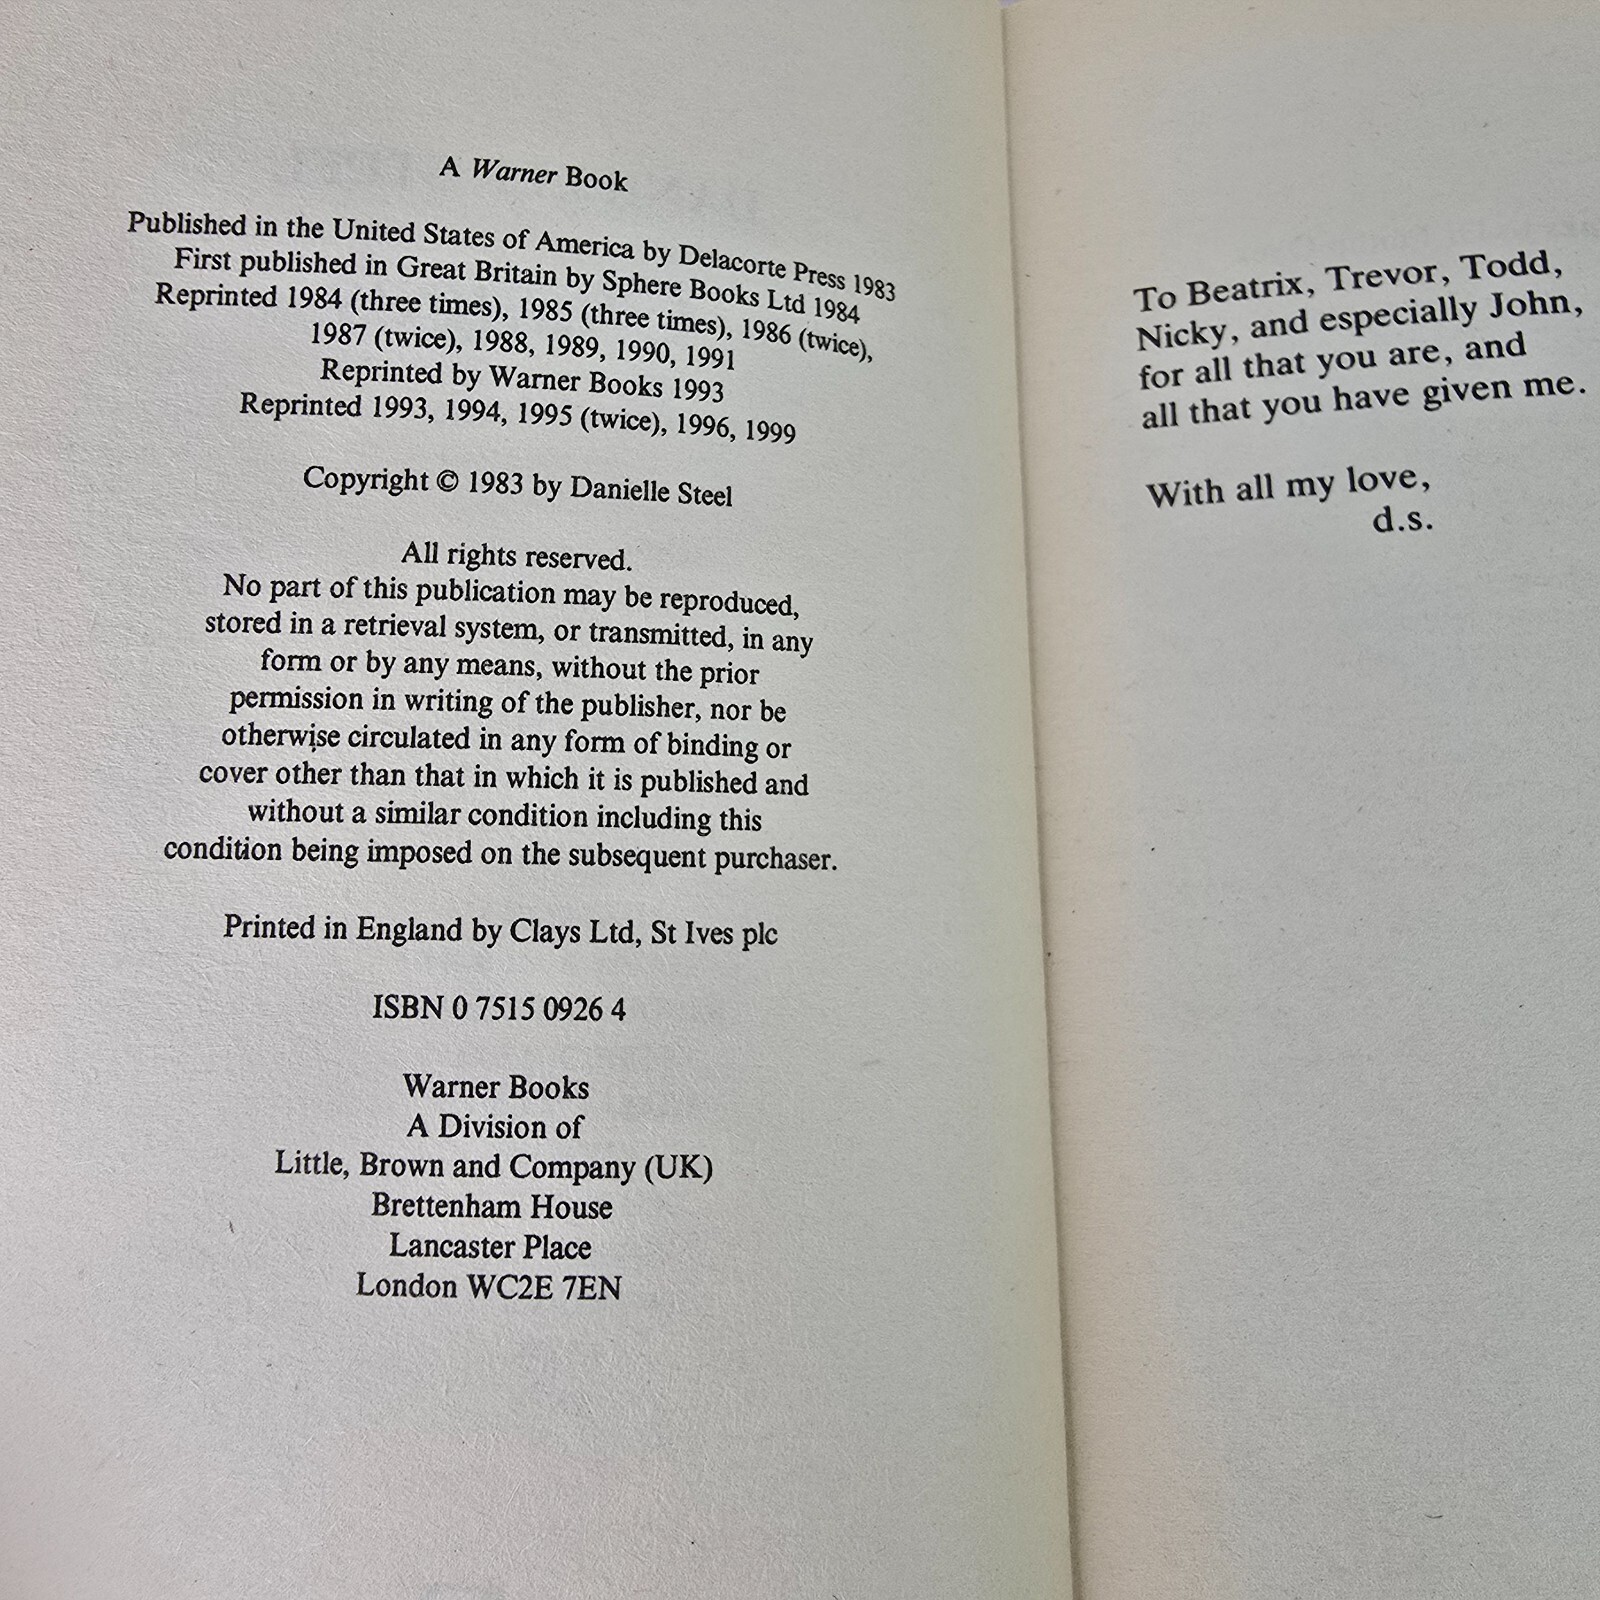 A Warner Book
Published in the United States of America by Delacorte Press 1983
First published in Great Britain by Sphere Books Ltd 1984
Reprinted 1984 (three times), 1985 (three times), 1986 (twice),
1987 (twice), 1988, 1989, 1990, 1991
Reprinted by Warner Books 1993
Reprinted 1993, 1994, 1995 (twice), 1996, 1999
Copyright © 1983 by Danielle Steel
All rights reserved.
No part of this publication may be reproduced,
stored in a retrieval system, or transmitted, in any
form or by any means, without the prior
permission in writing of the publisher, nor be
otherwise circulated in any form of binding or
cover other than that in which it is published and
without a similar condition including this
condition being imposed on the subsequent purchaser.
Printed in England by Clays Ltd, St Ives plc
ISBN 0 7515 0926 4
Warner Books
A Division of
Little, Brown and Company (UK)
Brettenham House
Lancaster Place
London WC2E 7EN
To Beatrix, Trevor, Todd,
Nicky, and especially John,
for all that you are, and
all that you have given me.
With all my love,
d.s.